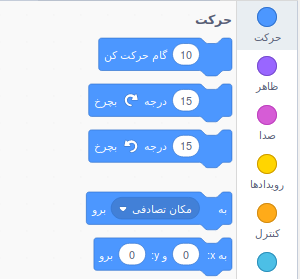 حرکت
10 گام حرکت کن
15 درجه بچرخ
15 درجه بچرخ
به مکان تصادفی برو
به x: 0 و y: 0 برو
حرکت
ظاهر
صدا
رویدادها
کنترل